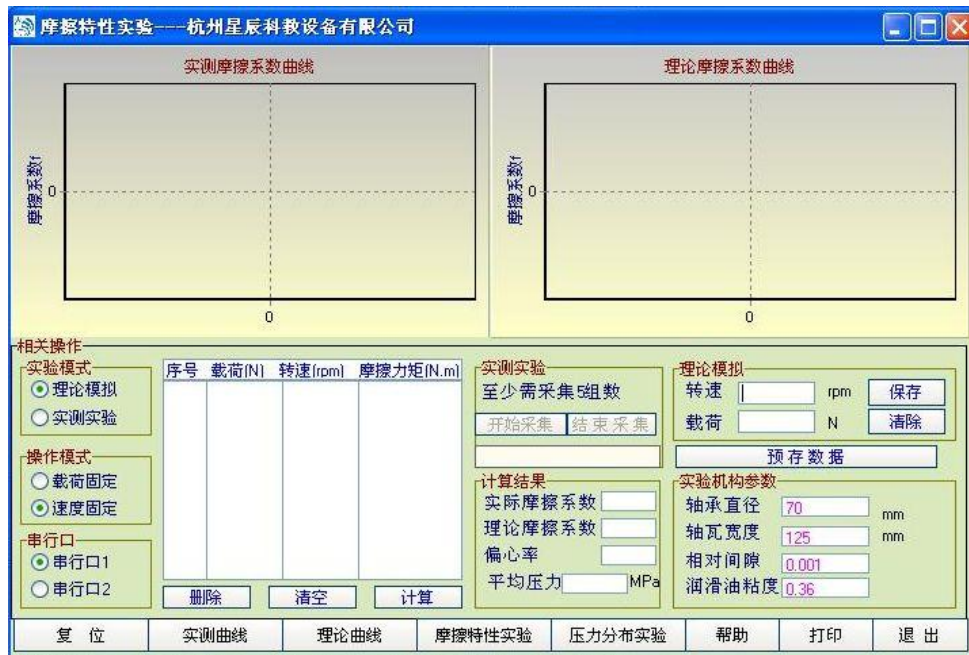 摩擦特性实验----杭州星辰科教设备有限公司
实测摩擦系数曲线
摩擦系数f
0
0
理论摩擦系数曲线
摩擦系数f
0
0
相关操作
实验模式
理论模拟
实测实验
操作模式
载荷固定
速度固定
串行口
串行口1
串行口2
序号 载荷(N) 转速(rpm) 摩擦力矩(N.m)
删除 清空 计算
实测实验
至少需采集5组数
开始采集 结束采集
计算结果
实际摩擦系数
理论摩擦系数
偏心率
平均压力 MPa
理论模拟
转速 rpm 保存
载荷 N 清除
预存数据
实验机构参数
轴承直径 70 mm
轴瓦宽度 125 mm
相对间隙 0.001
润滑油粘度 0.36
复 位 实测曲线 理论曲线 摩擦特性实验 压力分布实验 帮助 打印 退 出